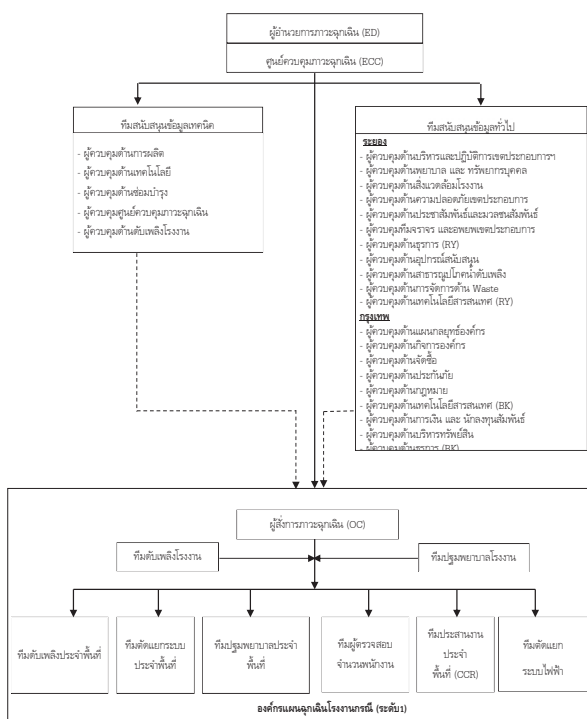 ผู้อำนวยการภาวะฉุกเฉิน (ED)
ศูนย์ควบคุมภาวะฉุกเฉิน (ECC)
ทีมสนับสนุนข้อมูลเทคนิค
- ผู้ควบคุมด้านการผลิต
- ผู้ควบคุมด้านเทคโนโลยี
- ผู้ควบคุมด้านซ่อมบำรุง
- ผู้ควบคุมศูนย์ควบคุมภาวะฉุกเฉิน
- ผู้ควบคุมด้านดับเพลิงโรงงาน
ทีมสนับสนุนข้อมูลทั่วไป
ระยอง
- ผู้ควบคุมด้านบริหารและปฏิบัติการเขตประกอบการฯ
- ผู้ควบคุมด้านพยาบาล และ ทรัพยากรบุคคล
- ผู้ควบคุมด้านสิ่งแวดล้อมโรงงาน
- ผู้ควบคุมด้านความปลอดภัยเขตประกอบการ
- ผู้ควบคุมด้านประชาสัมพันธ์และมวลชนสัมพันธ์
- ผู้ควบคุมทีมจราจร และอพยพเขตประกอบการ
- ผู้ควบคุมด้านธุรการ (RY)
- ผู้ควบคุมด้านอุปกรณ์สนับสนุน
- ผู้ควบคุมด้านสาธารณูปโภคน้ำดับเพลิง
- ผู้ควบคุมด้านการจัดการด้าน Waste
- ผู้ควบคุมด้านเทคโนโลยีสารสนเทศ (RY)
กรุงเทพ
- ผู้ควบคุมด้านแผนกลยุทธ์องค์กร
- ผู้ควบคุมด้านกิจการองค์กร
- ผู้ควบคุมด้านจัดซื้อ
- ผู้ควบคุมด้านประกันภัย
- ผู้ควบคุมด้านกฎหมาย
- ผู้ควบคุมด้านเทคโนโลยีสารสนเทศ (BK)
- ผู้ควบคุมด้านการเงิน และ นักลงทุนสัมพันธ์
- ผู้ควบคุมด้านบริหารทรัพย์สิน
- ผู้ควบคุมด้านธุรการ (BK)
ผู้สั่งการภาวะฉุกเฉิน (OC)
ทีมดับเพลิงโรงงาน
ทีมปฐมพยาบาลโรงงาน
ทีมดับเพลิงประจำพื้นที่
ทีมตัดแยกระบบ
ประจำพื้นที่
ทีมปฐมพยาบาลประจำ
พื้นที่
ทีมผู้ตรวจสอบ
จำนวนพนักงาน
ทีมประสานงาน
ประจำ
พื้นที่ (CCR)
ทีมตัดแยก
ระบบไฟฟ้า
องค์กรแผนฉุกเฉินโรงงานกรณี (ระดับ1)